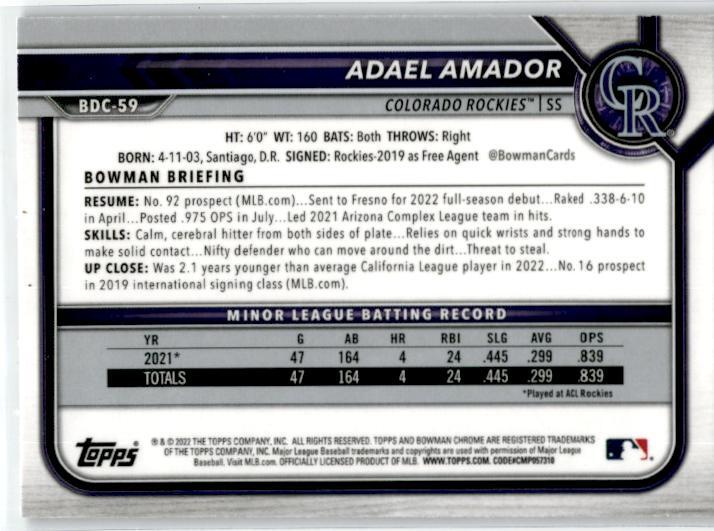 ADAEL AMADOR
CR®
BDC-59
COLORADO ROCKIES™ | SS
HT: 6'0" WT: 160 BATS: Both THROWS: Right
BORN: 4-11-03, Santiago, D.R. SIGNED: Rockies-2019 as Free Agent @BowmanCards
BOWMAN BRIEFING
RESUME: No. 92 prospect (MLB.com)...Sent to Fresno for 2022 full-season debut...Raked .338-6-10
in April...Posted .975 OPS in July...Led 2021 Arizona Complex League team in hits.
SKILLS: Calm, cerebral hitter from both sides of plate...Relies on quick wrists and strong hands to
make solid contact...Nifty defender who can move around the dirt...Threat to steal.
UP CLOSE: Was 2.1 years younger than average California League player in 2022...No. 16 prospect
in 2019 international signing class (MLB.com).
MINOR LEAGUE BATTING RECORD
YR G AB HR RBI SLG AVG OPS
2021* 47 164 4 24 .445 .299 .839
TOTALS 47 164 4 24 .445 .299 .839
*Played at ACL Rockies
Topps®
® & © 2022 THE TOPPS COMPANY, INC. ALL RIGHTS RESERVED. TOPPS AND BOWMAN CHROME ARE REGISTERED TRADEMARKS
OF THE TOPPS COMPANY, INC. Major League Baseball trademarks and copyrights are used with permission of Major League
Baseball. Visit MLB.com. OFFICIALLY LICENSED PRODUCT OF MLB. WWW.TOPPS.COM. CODE#CMP057310